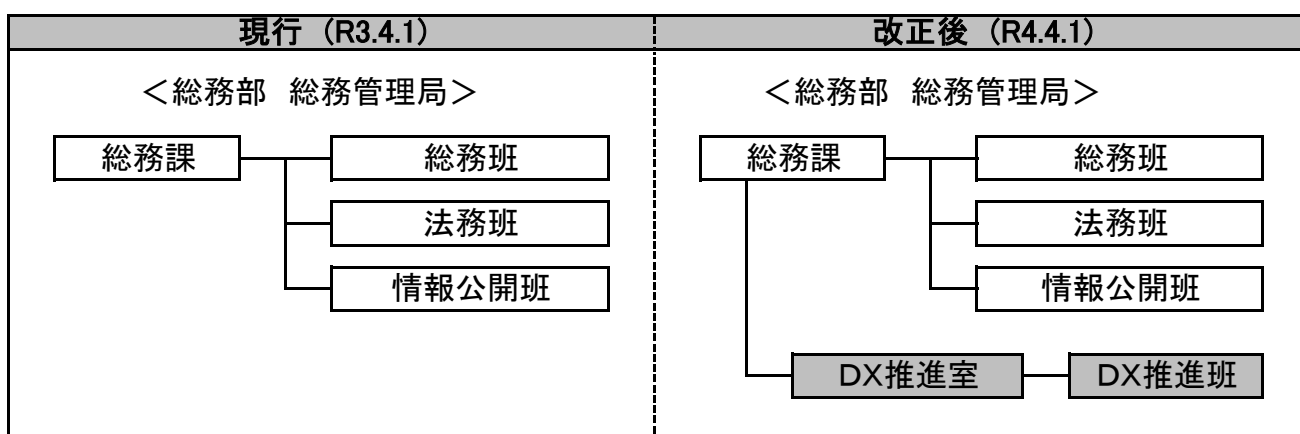 現行（R3.4.1）
＜総務部　総務管理局＞
総務課
総務班
法務班
情報公開班
改正後（R4.4.1）
＜総務部　総務管理局＞
総務課
総務班
法務班
情報公開班
ＤＸ推進室
ＤＸ推進班